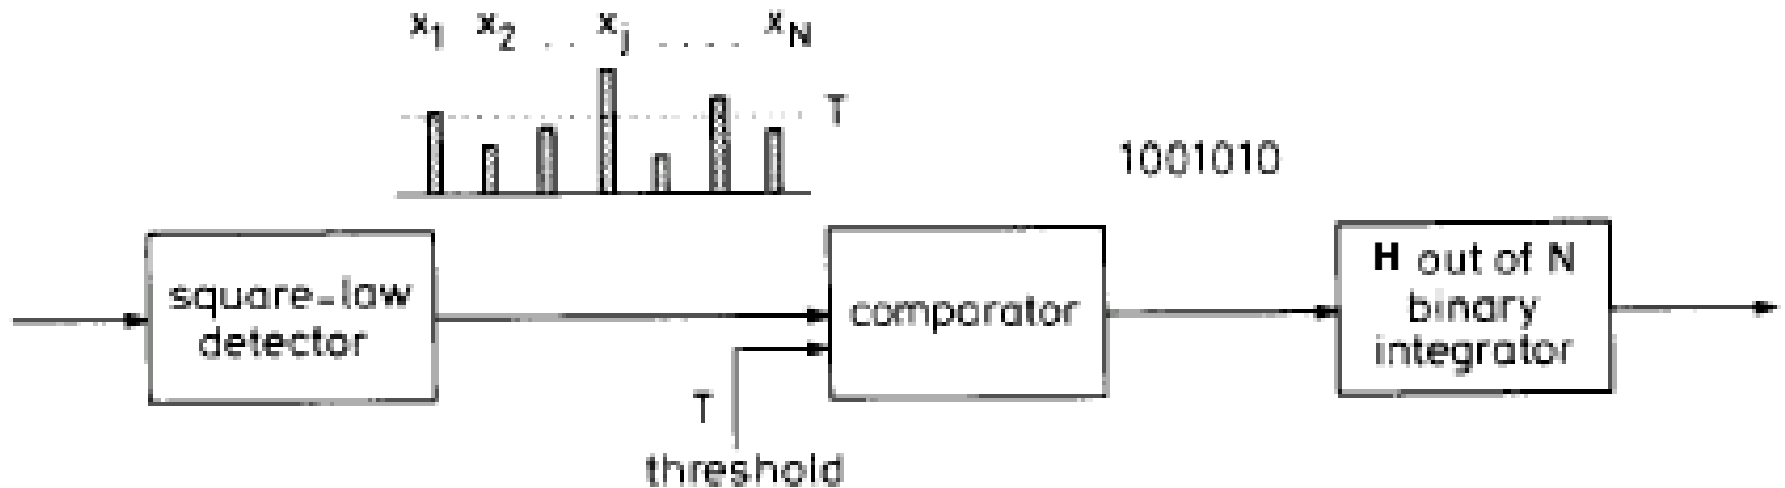 x1 x2 . . . xj . . . . . xN
T
1001010
square-law
detector
comparator
H out of N
binary
integrator
T
threshold